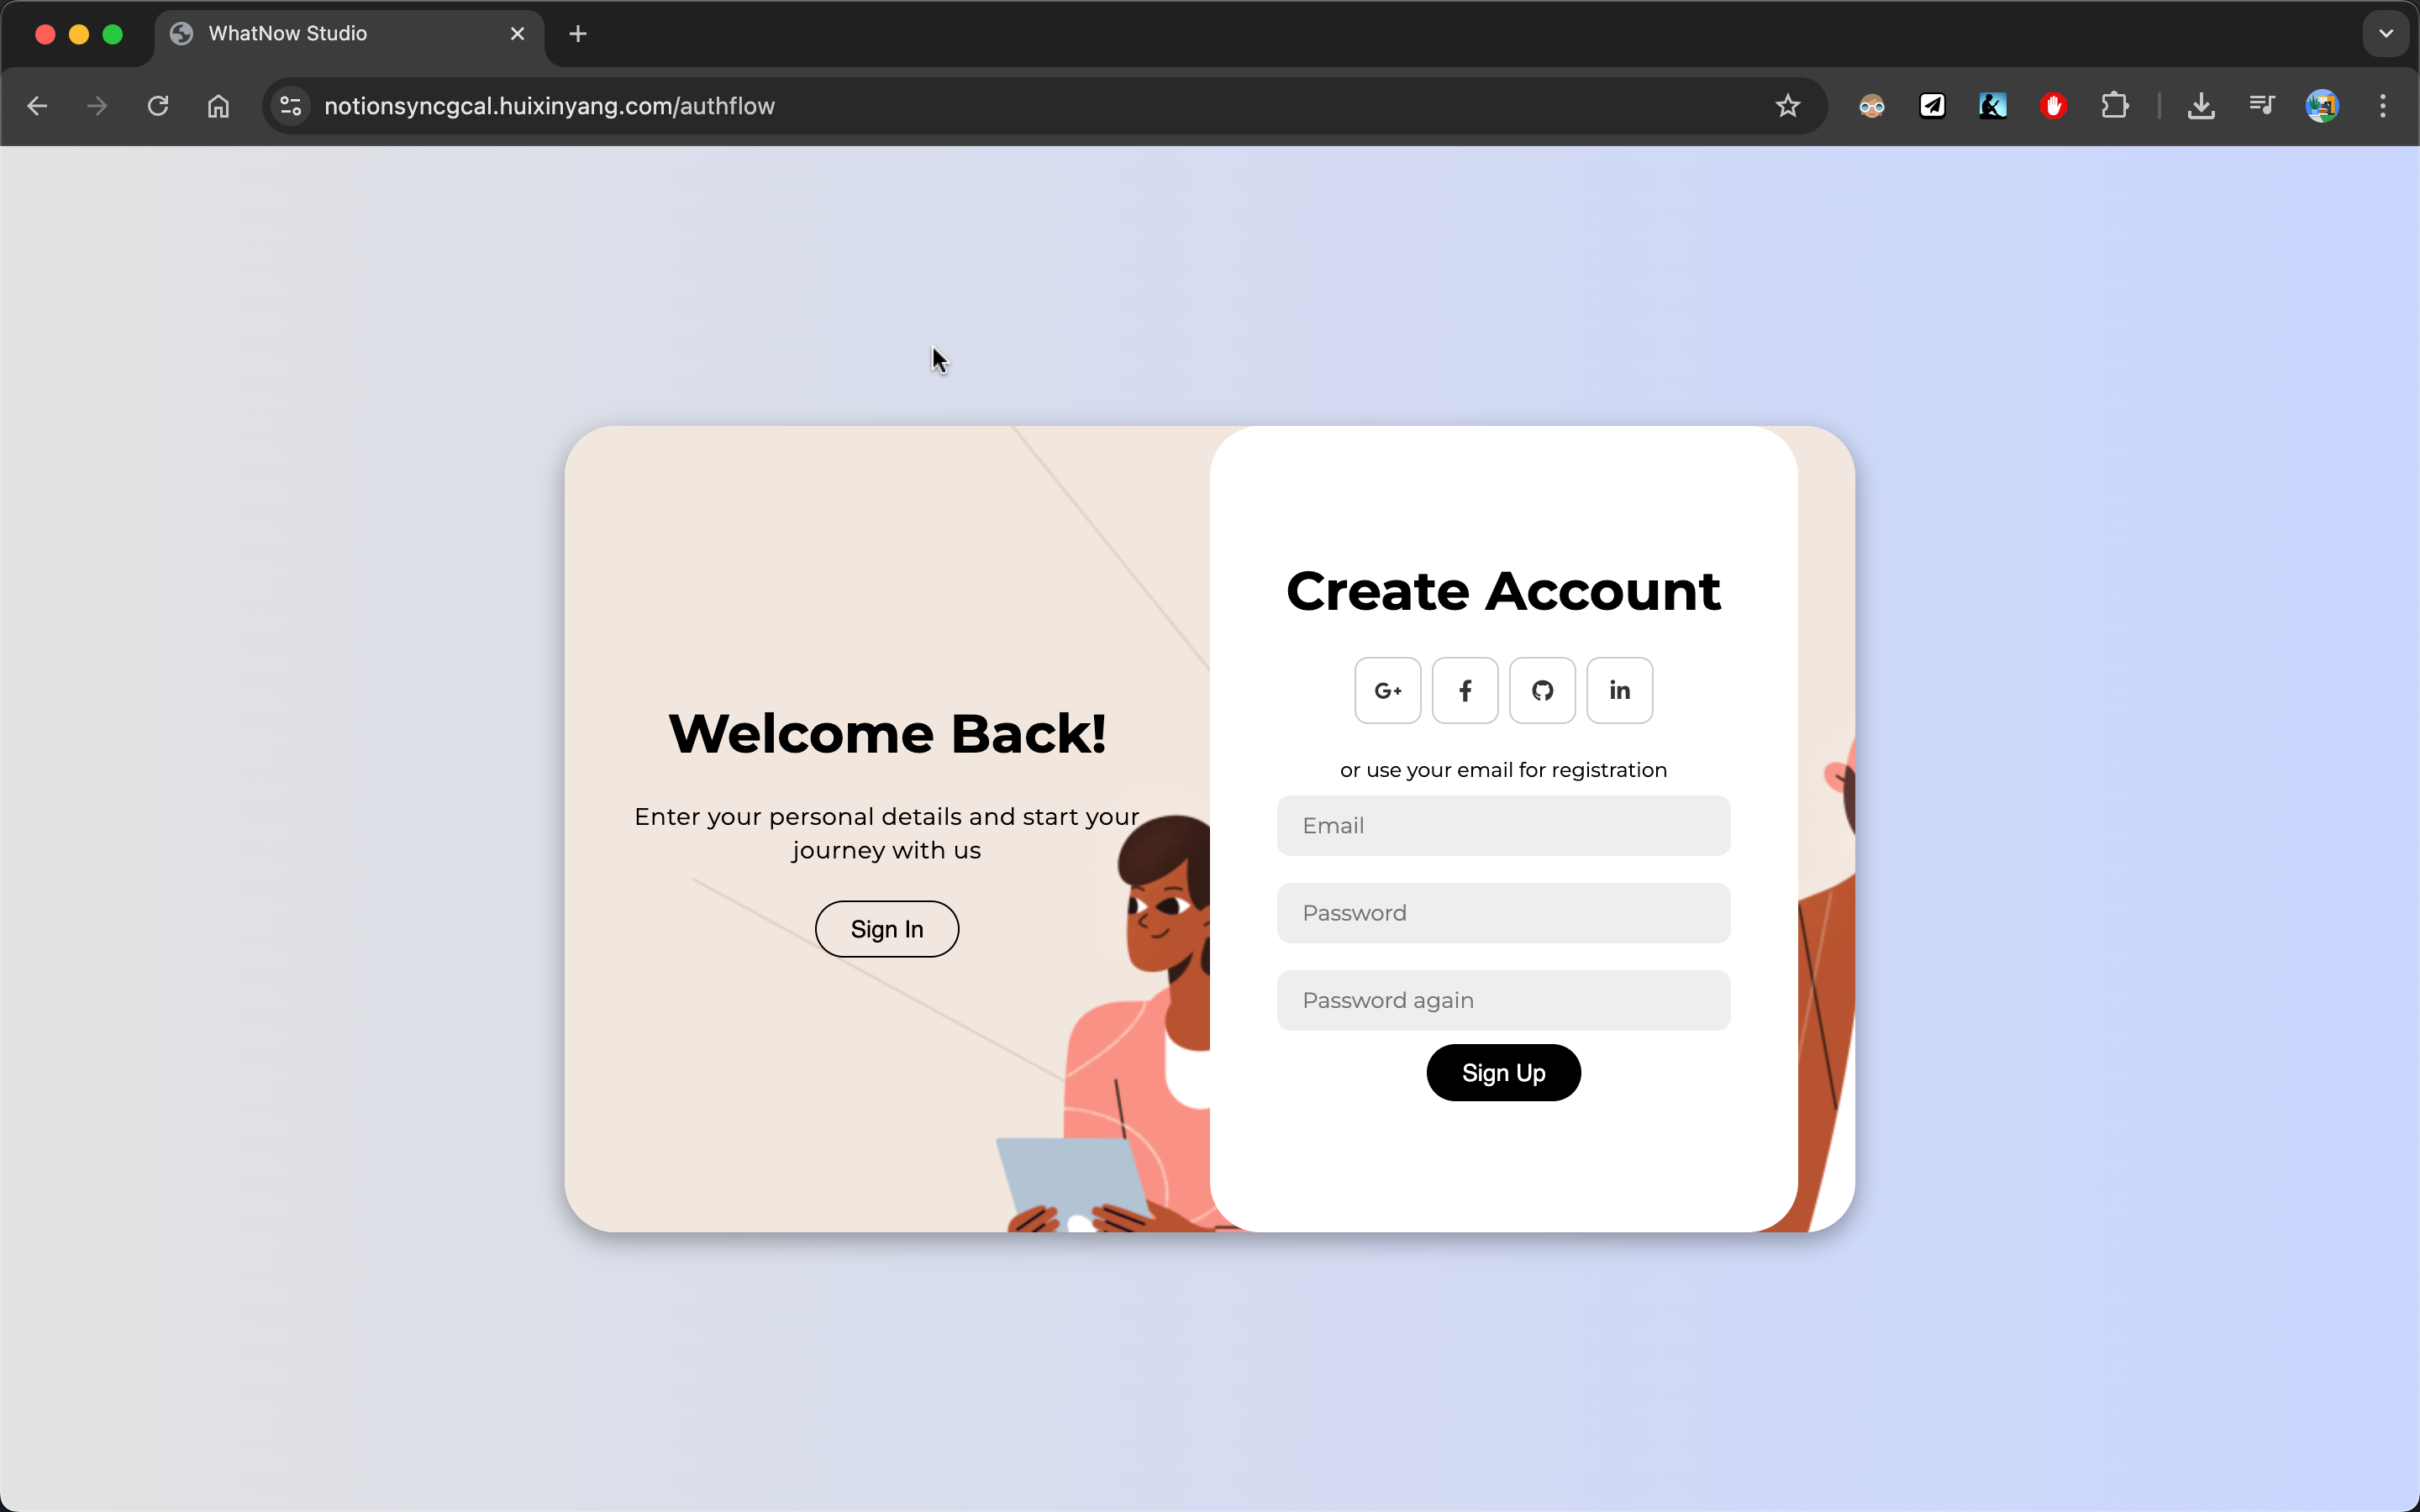 WhatNow Studio
notionsyncgcal.huixinyang.com/authflow
Welcome Back!
Enter your personal details and start your
journey with us
Sign In
Create Account
G+
f
in
or use your email for registration
Email
Password
Password again
Sign Up